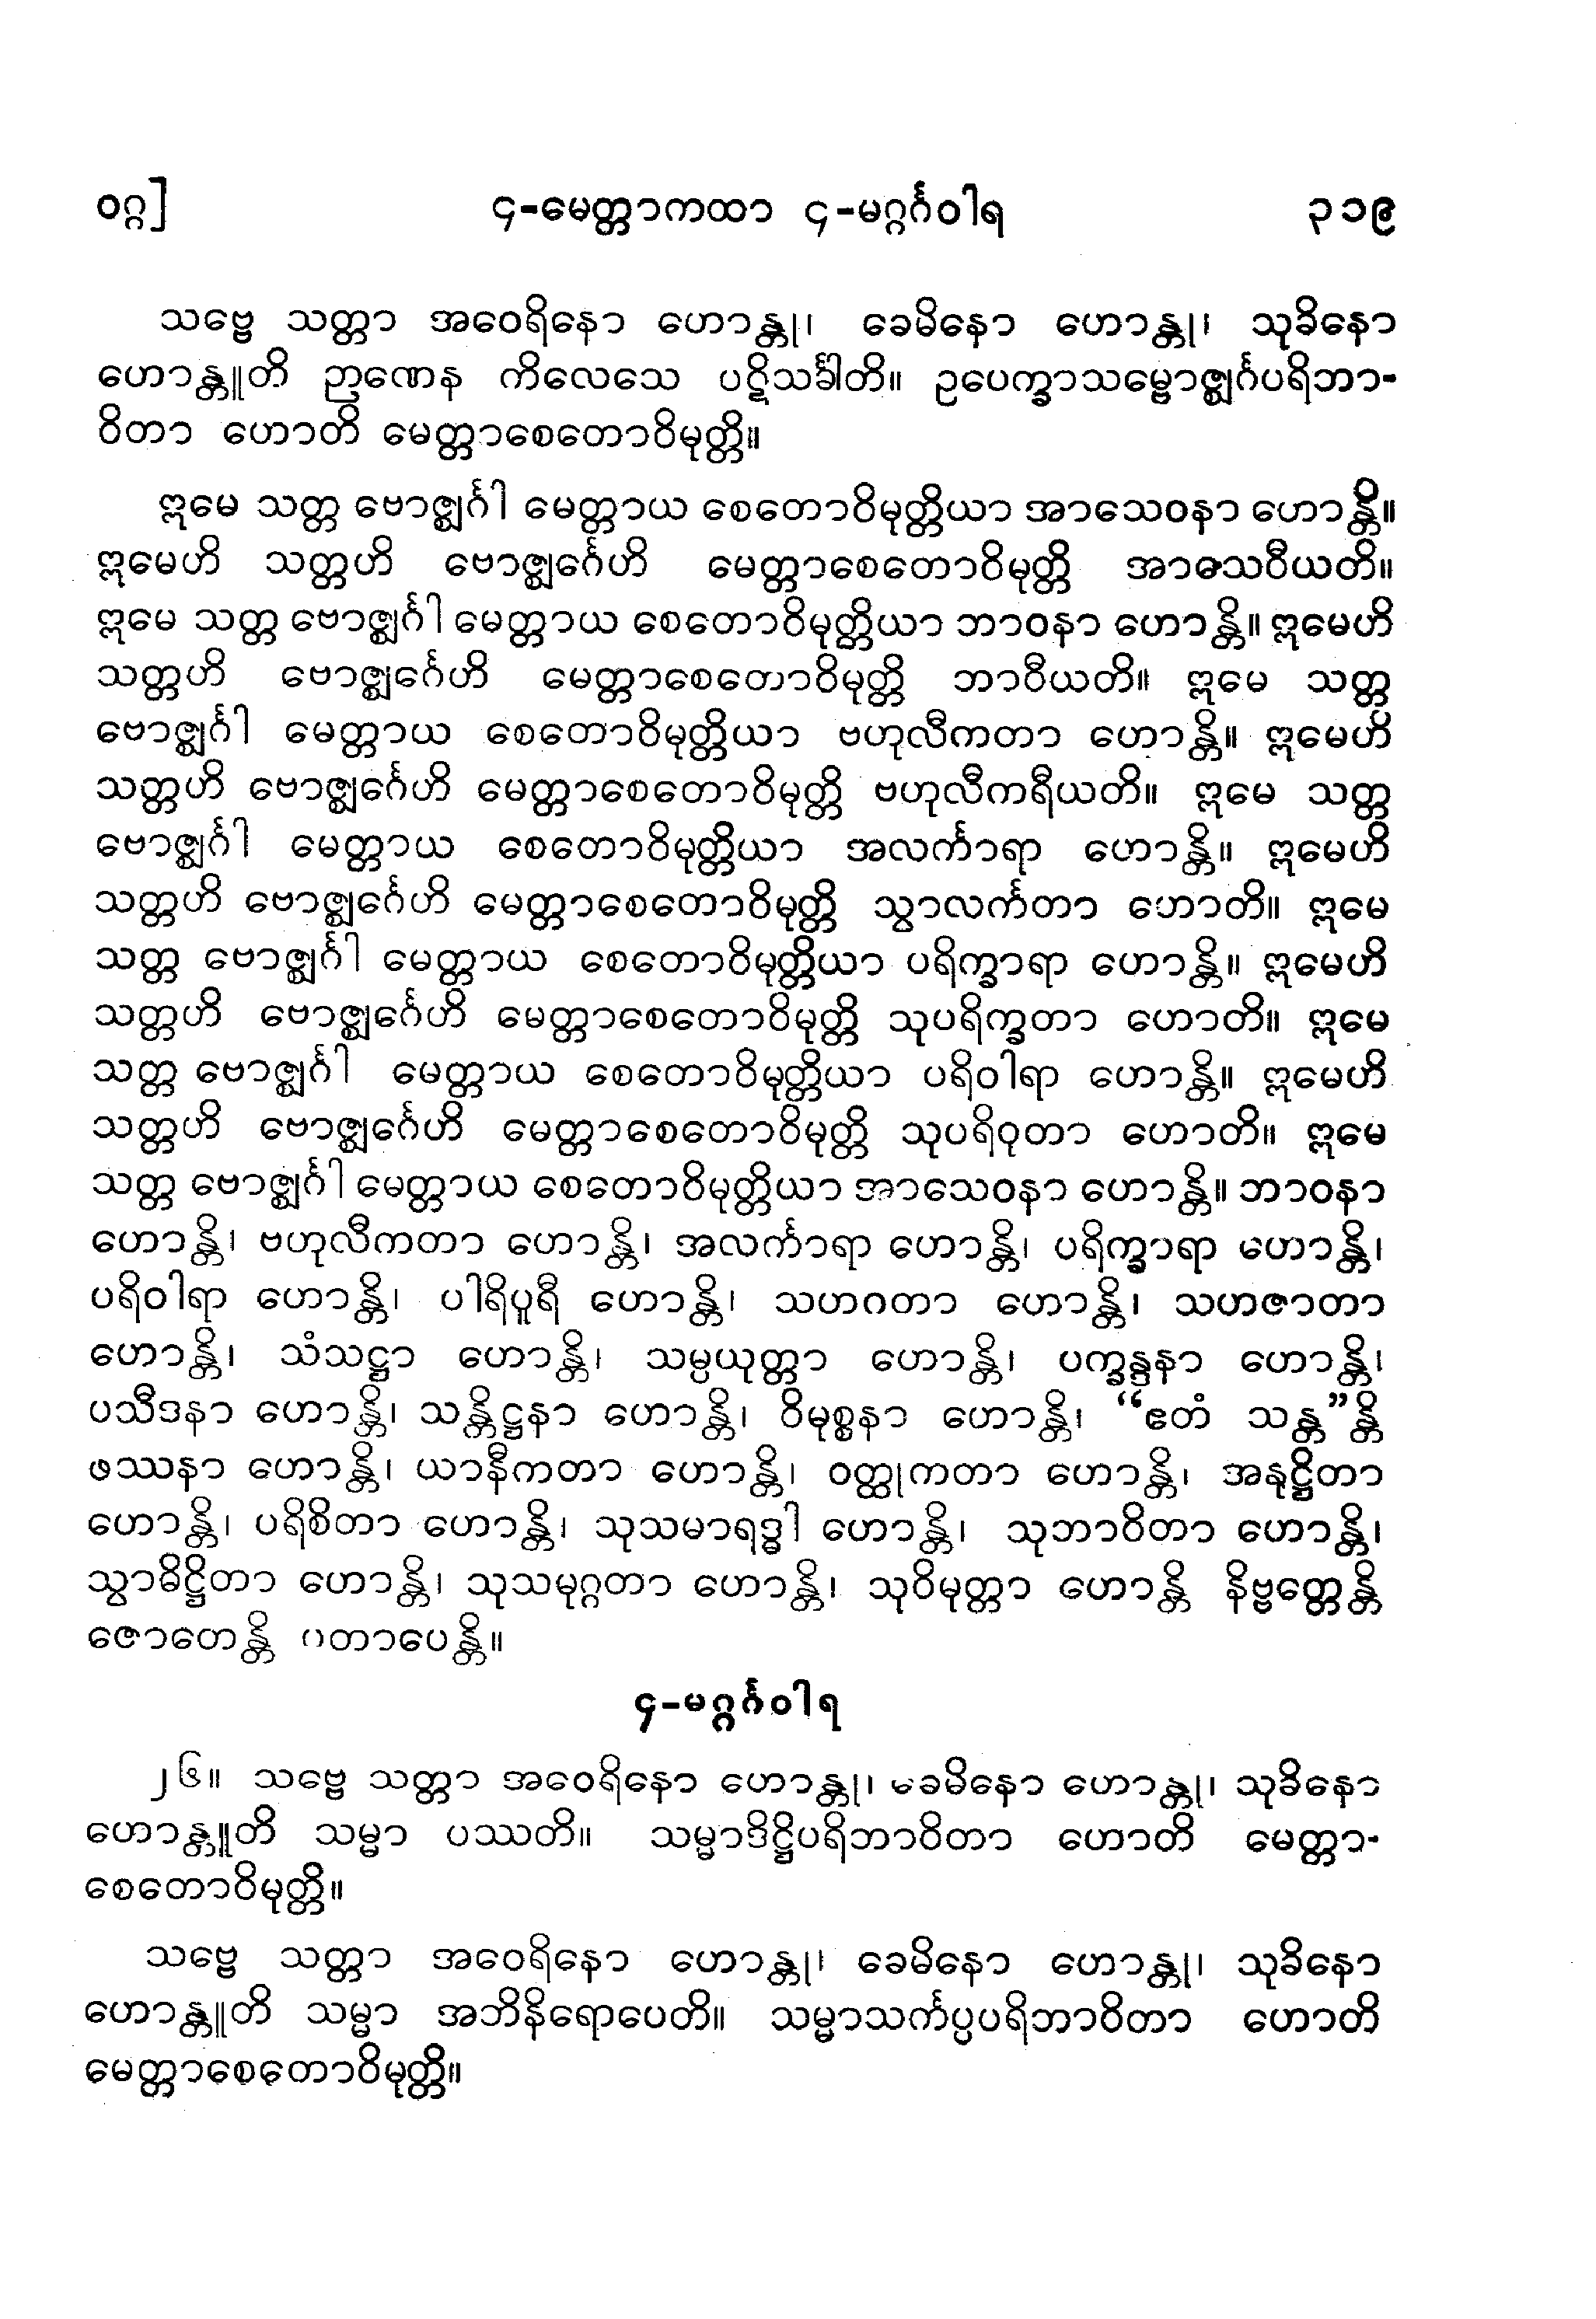 ဝဂ္ဂ] ၄-မေတ္တာကထာ ၄-မဂ္ဂင်္ဂဝါရ ၃၁၉
သဗ္ဗေ သတ္တာ အဝေရိနော ဟောန္တု၊ ခေမိနော ဟောန္တု၊ သုခိနော
ဟောန္တူတိ ဉာဏေန ကိလေသေ ပဋိသင်္ခါတိ။ ဥပေက္ခာသမ္ဗောဇ္ဈင်္ဂပရိဘာ-
ဝိတာ ဟောတိ မေတ္တာစေတောဝိမုတ္တိ။
ဣမေ သတ္တ ဗောဇ္ဈင်္ဂါ မေတ္တာယ စေတောဝိမုတ္တိယာ အာသေဝနာ ဟောန္တိ။
ဣမေဟိ သတ္တဟိ ဗောဇ္ဈင်္ဂေဟိ မေတ္တာစေတောဝိမုတ္တိ အာသေဝီယတိ။
ဣမေ သတ္တ ဗောဇ္ဈင်္ဂါ မေတ္တာယ စေတောဝိမုတ္တိယာ ဘာဝနာ ဟောန္တိ။ ဣမေဟိ
သတ္တဟိ ဗောဇ္ဈင်္ဂေဟိ မေတ္တာစေတောဝိမုတ္တိ ဘာဝီယတိ။ ဣမေ သတ္တ
ဗောဇ္ဈင်္ဂါ မေတ္တာယ စေတောဝိမုတ္တိယာ ဗဟုလီကတာ ဟောန္တိ။ ဣမေဟိ
သတ္တဟိ ဗောဇ္ဈင်္ဂေဟိ မေတ္တာစေတောဝိမုတ္တိ ဗဟုလီကရီယတိ။ ဣမေ သတ္တ
ဗောဇ္ဈင်္ဂါ မေတ္တာယ စေတောဝိမုတ္တိယာ အလင်္ကာရာ ဟောန္တိ။ ဣမေဟိ
သတ္တဟိ ဗောဇ္ဈင်္ဂေဟိ မေတ္တာစေတောဝိမုတ္တိ သွာလင်္ကတာ ဟောတိ။ ဣမေ
သတ္တ ဗောဇ္ဈင်္ဂါ မေတ္တာယ စေတောဝိမုတ္တိယာ ပရိက္ခာရာ ဟောန္တိ။ ဣမေဟိ
သတ္တဟိ ဗောဇ္ဈင်္ဂေဟိ မေတ္တာစေတောဝိမုတ္တိ သုပရိက္ခတာ ဟောတိ။ ဣမေ
သတ္တ ဗောဇ္ဈင်္ဂါ မေတ္တာယ စေတောဝိမုတ္တိယာ ပရိဝါရာ ဟောန္တိ။ ဣမေဟိ
သတ္တဟိ ဗောဇ္ဈင်္ဂေဟိ မေတ္တာစေတောဝိမုတ္တိ သုပရိဝုတာ ဟောတိ။ ဣမေ
သတ္တ ဗောဇ္ဈင်္ဂါ မေတ္တာယ စေတောဝိမုတ္တိယာ အာသေဝနာ ဟောန္တိ။ ဘာဝနာ
ဟောန္တိ၊ ဗဟုလီကတာ ဟောန္တိ၊ အလင်္ကာရာ ဟောန္တိ၊ ပရိက္ခာရာ ဟောန္တိ၊
ပရိဝါရာ ဟောန္တိ၊ ပါရိပူရီ ဟောန္တိ၊ သဟဂတာ ဟောန္တိ၊ သဟဇာတာ
ဟောန္တိ၊ သံသဋ္ဌာ ဟောန္တိ၊ သမ္ပယုတ္တာ ဟောန္တိ၊ ပက္ခန္ဒနာ ဟောန္တိ၊
ပသီဒနာ ဟောန္တိ၊ သန္တိဋ္ဌနာ ဟောန္တိ၊ ဝိမုစ္စနာ ဟောန္တိ၊ “ဧတံ သန္တ”န္တိ
ဖဿနာ ဟောန္တိ၊ ယာနီကတာ ဟောန္တိ၊ ဝတ္ထုကတာ ဟောန္တိ၊ အနုဋ္ဌိတာ
ဟောန္တိ၊ ပရိစိတာ ဟောန္တိ၊ သုသမာရဒ္ဓါ ဟောန္တိ၊ သုဘာဝိတာ ဟောန္တိ၊
သွာဓိဋ္ဌိတာ ဟောန္တိ၊ သုသမုဂ္ဂတာ ဟောန္တိ၊ သုဝိမုတ္တာ ဟောန္တိ နိဗ္ဗတ္တေန္တိ
ဇောတေန္တိ ပတာပေန္တိ။
၄-မဂ္ဂင်္ဂဝါရ
၂၆။ သဗ္ဗေ သတ္တာ အဝေရိနော ဟောန္တု၊ ခေမိနော ဟောန္တု၊ သုခိနော
ဟောန္တူတိ သမ္မာ ပဿတိ။ သမ္မာဒိဋ္ဌိပရိဘာဝိတာ ဟောတိ မေတ္တာ-
စေတောဝိမုတ္တိ။
သဗ္ဗေ သတ္တာ အဝေရိနော ဟောန္တု၊ ခေမိနော ဟောန္တု၊ သုခိနော
ဟောန္တူတိ သမ္မာ အဘိနိရောပေတိ။ သမ္မာသင်္ကပ္ပပရိဘာဝိတာ ဟောတိ
မေတ္တာစေတောဝိမုတ္တိ။